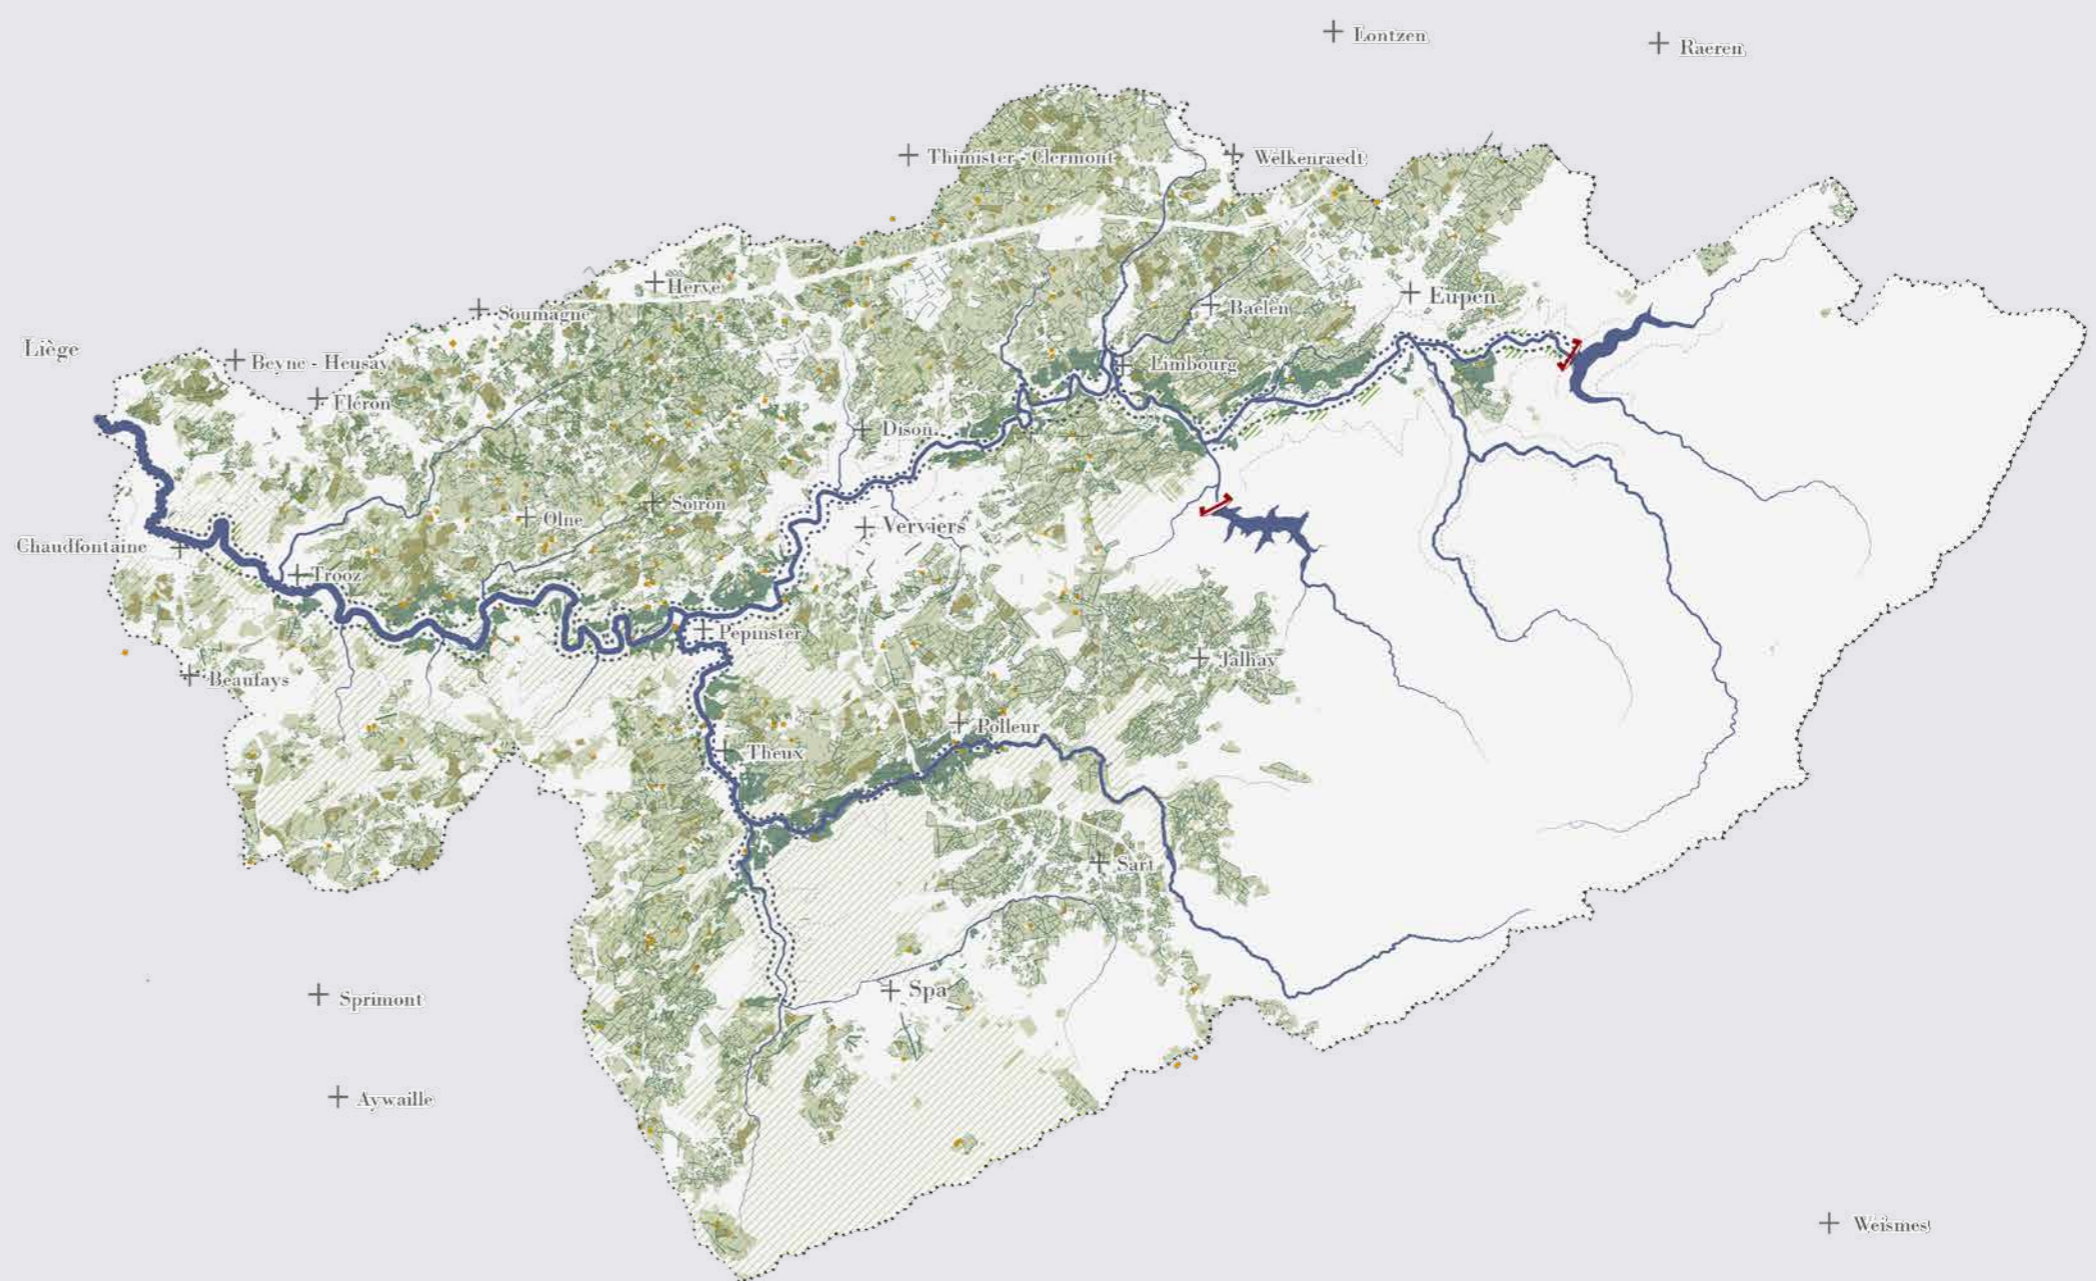 Lontzen
Raeren
Thimister - Clermont
Welkenraedt
Herve
Eupen
Baelen
Soumagne
Liège
Beyne - Heusay
Limbourg
Fléron
Dison
Soiron
Olne
Verviers
Chaudfontaine
Trooz
Pepinster
Jalhay
Beaufays
Polleur
Theux
Sart
Spa
Sprimont
Aywaille
Weismes